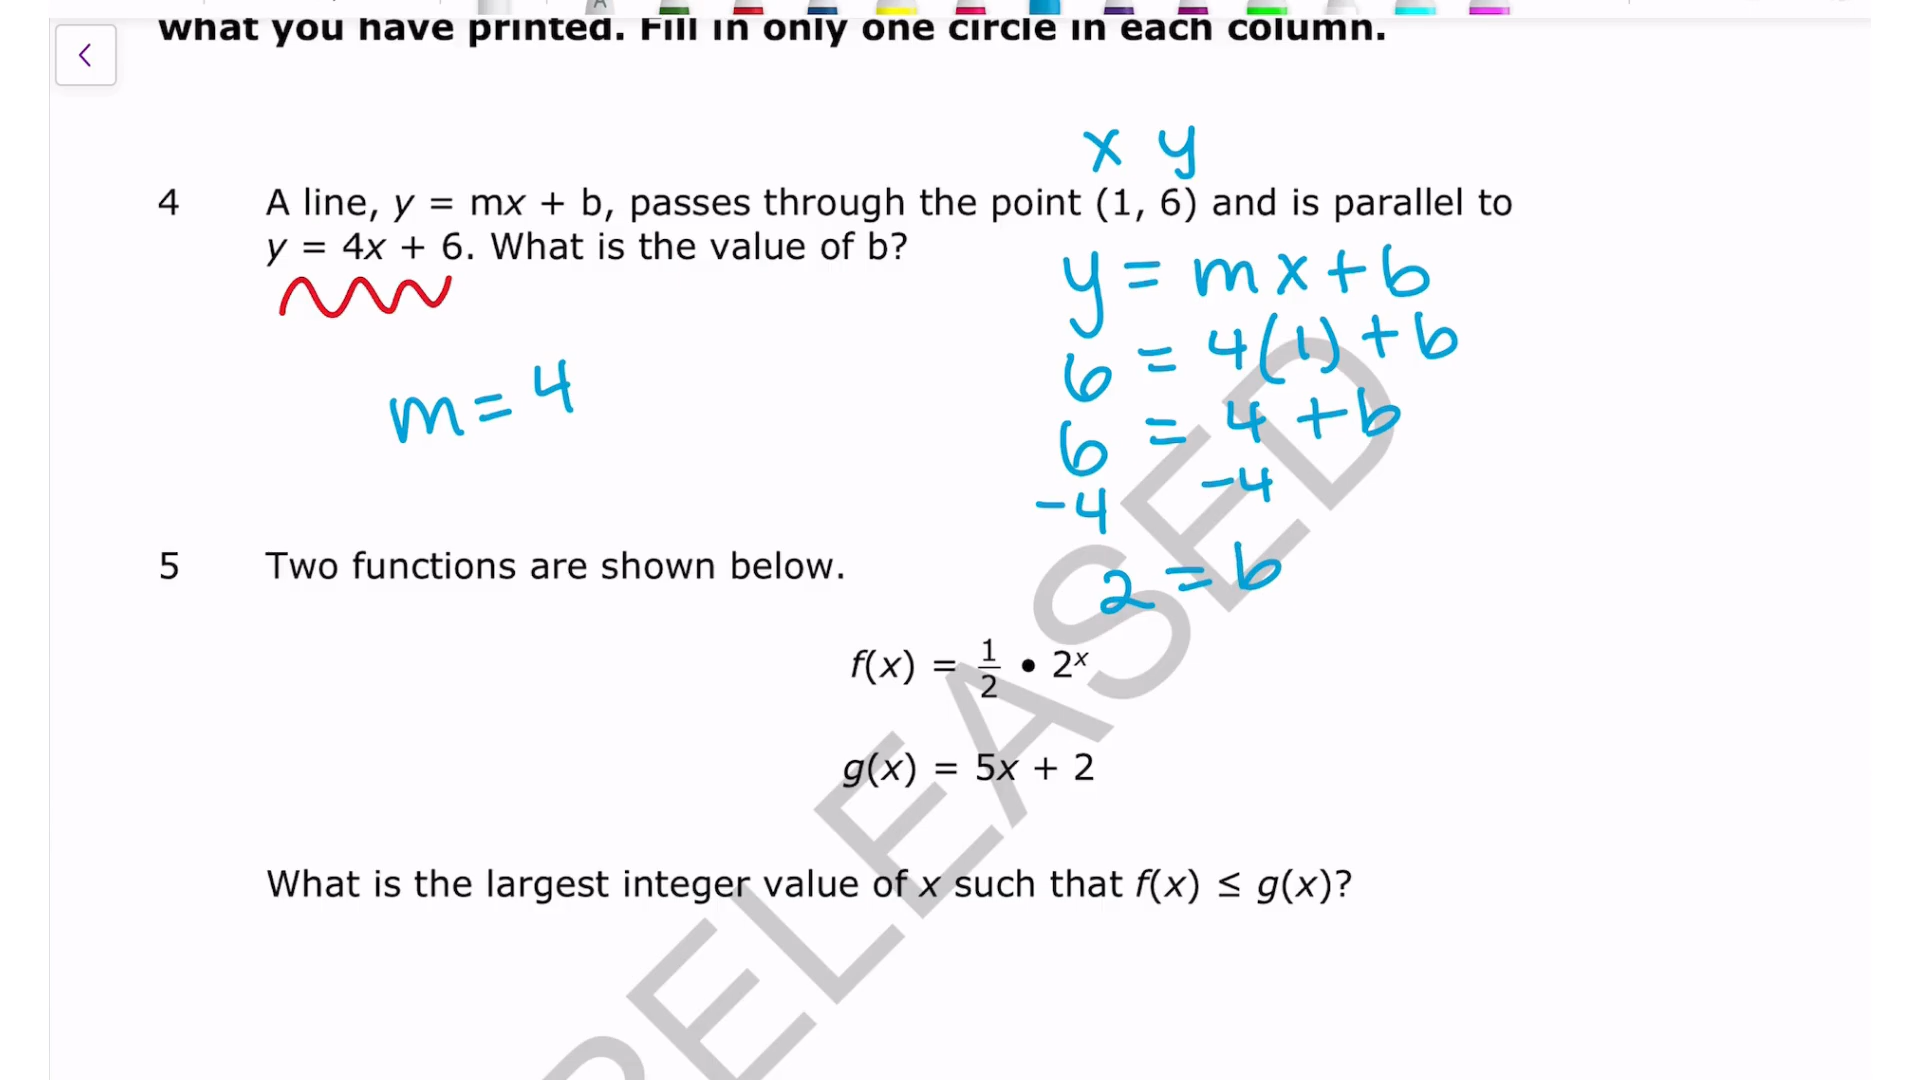 what you have printed. Fill in only one circle in each column.
x y
4 A line, y = mx + b, passes through the point (1, 6) and is parallel to
y = 4x + 6. What is the value of b?
y = mx + b
6 = 4(1) + b
m = 4
6 = 4 + b
-4 -4
5 Two functions are shown below.
2 = b
f(x) = 1/2 • 2ˣ
g(x) = 5x + 2
What is the largest integer value of x such that f(x) ≤ g(x)?
RELEASED